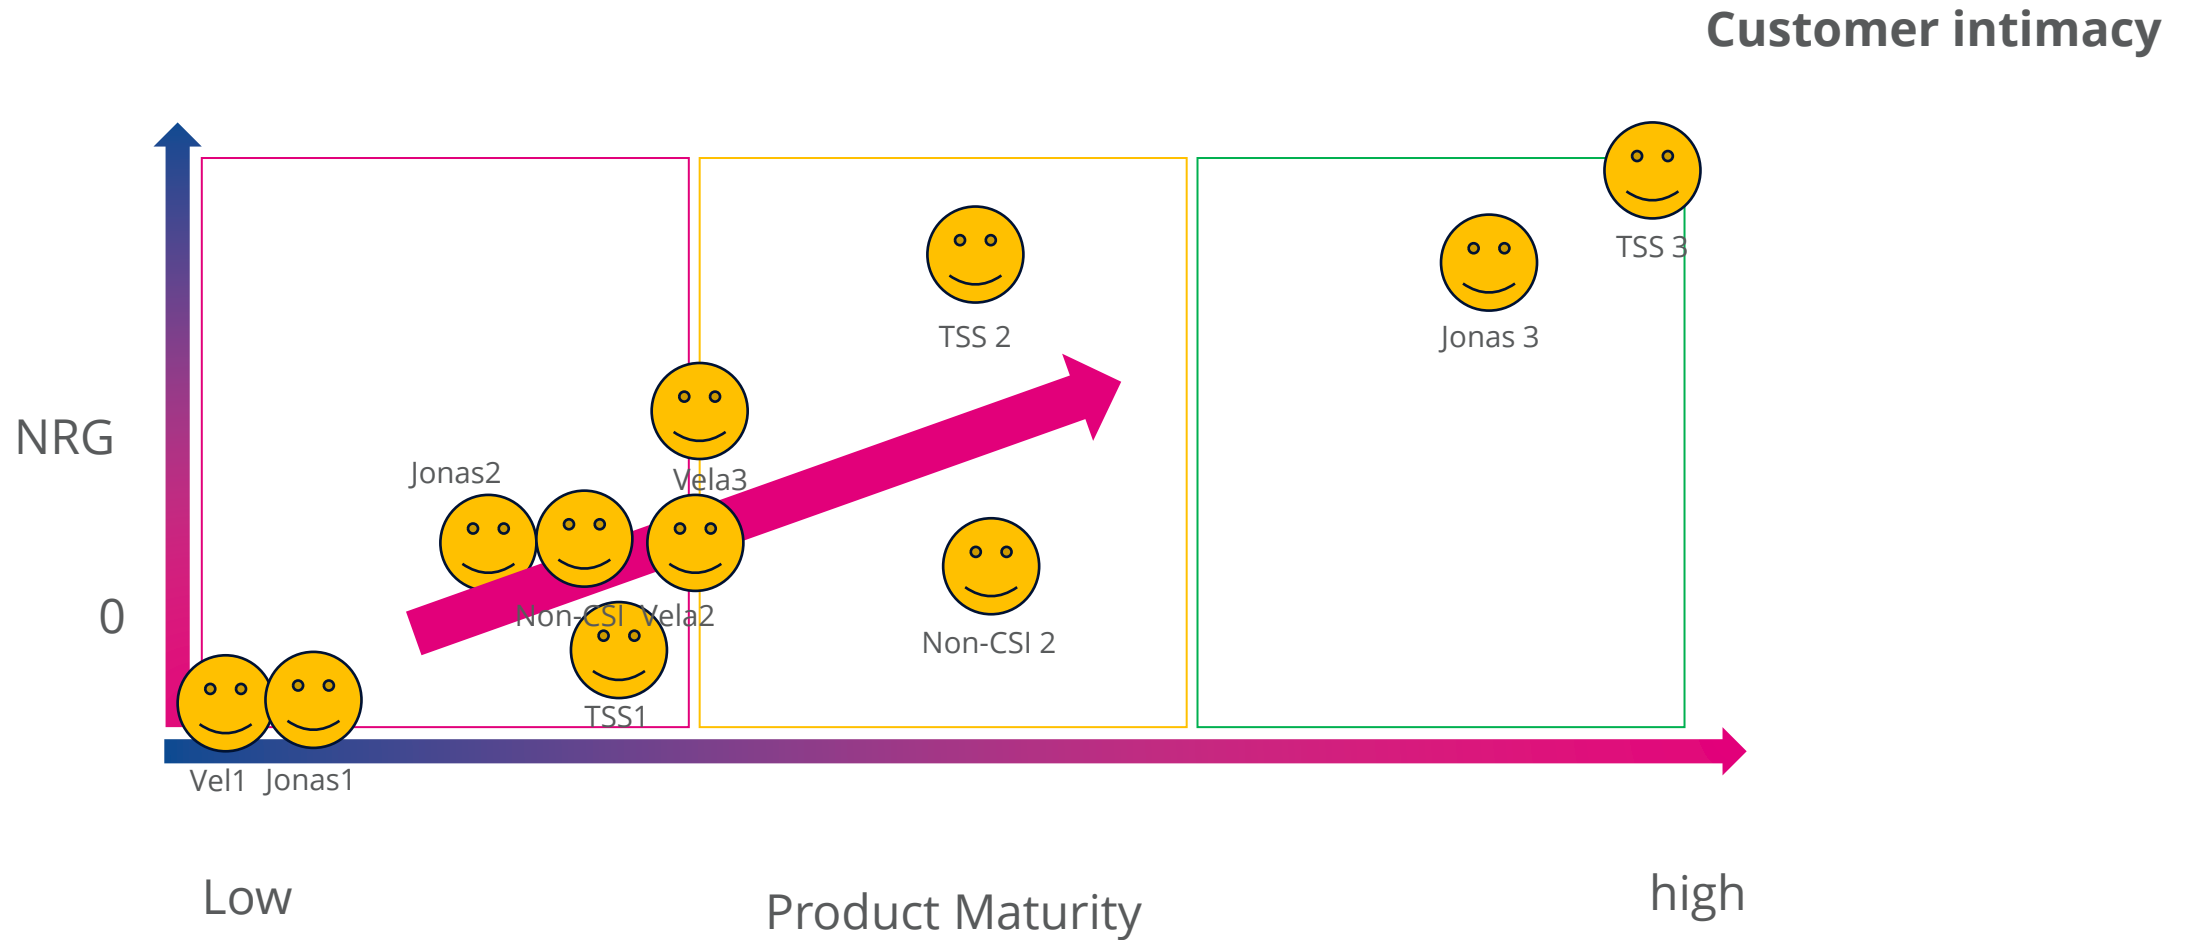 Customer intimacy
TSS 3
TSS 2
Jonas 3
NRG
Jonas2
Vela3
0
Non-CSI
Vela2
Non-CSI 2
TSS1
Vel1
Jonas1
Low
Product Maturity
high